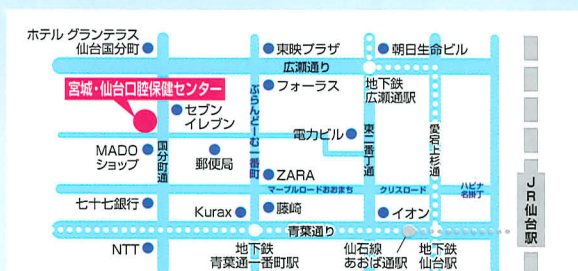 ホテル グランテラス
仙台国分町
東映プラザ
朝日生命ビル
広瀬通り
宮城・仙台口腔保健センター
フォーラス
地下鉄
広瀬通駅
セブン
イレブン
ぶらんどーむ一番町
電力ビル
MADO
ショップ
国分町通
郵便局
東二番丁通
愛宕上杉通
ZARA
マーブルロードおおまち
クリスロード
ハピナ
名掛丁
JR仙台駅
七十七銀行
Kurax
藤崎
イオン
青葉通り
NTT
地下鉄
青葉通一番町駅
仙石線
あおば通駅
地下鉄
仙台駅